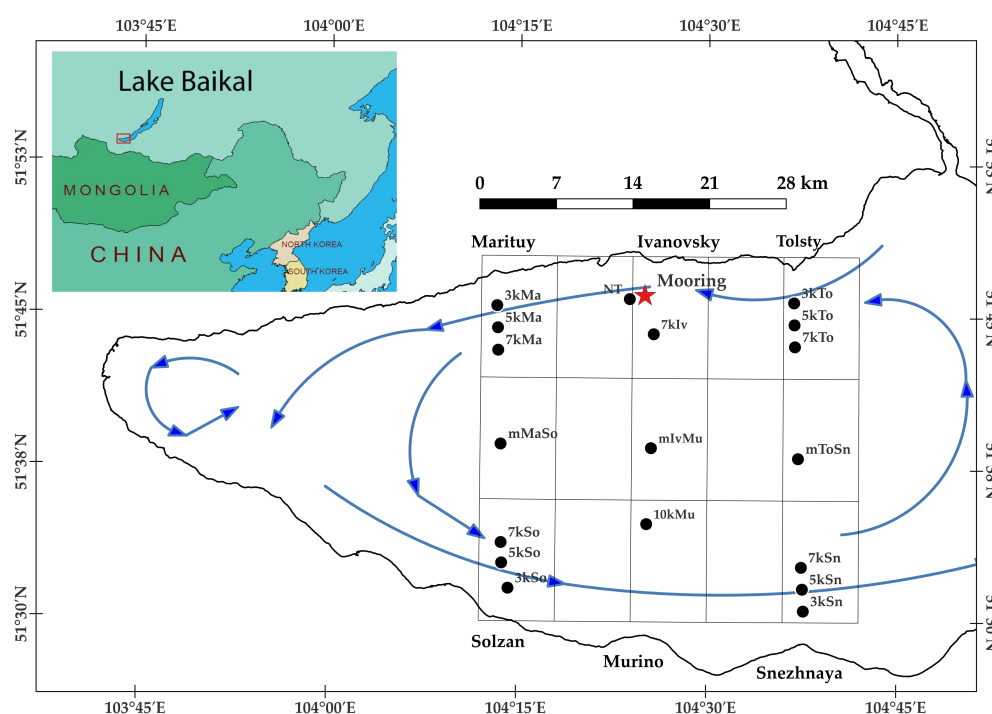 103°45′E 104°00′E 104°15′E 104°30′E 104°45′E
Lake Baikal
MONGOLIA
CHINA
NORTH KOREA
SOUTH KOREA
51°53′N
51°45′N
51°38′N
51°30′N
0 7 14 21 28 km
Marituy Ivanovsky Tolsty
Mooring
NT
3kMa
5kMa
7kMa
7kIv
3kTo
5kTo
7kTo
mMaSo
mIvMu
mToSn
10kMu
7kSo
5kSo
3kSo
7kSn
5kSn
3kSn
Solzan
Murino
Snezhnaya
103°45′E 104°00′E 104°15′E 104°30′E 104°45′E